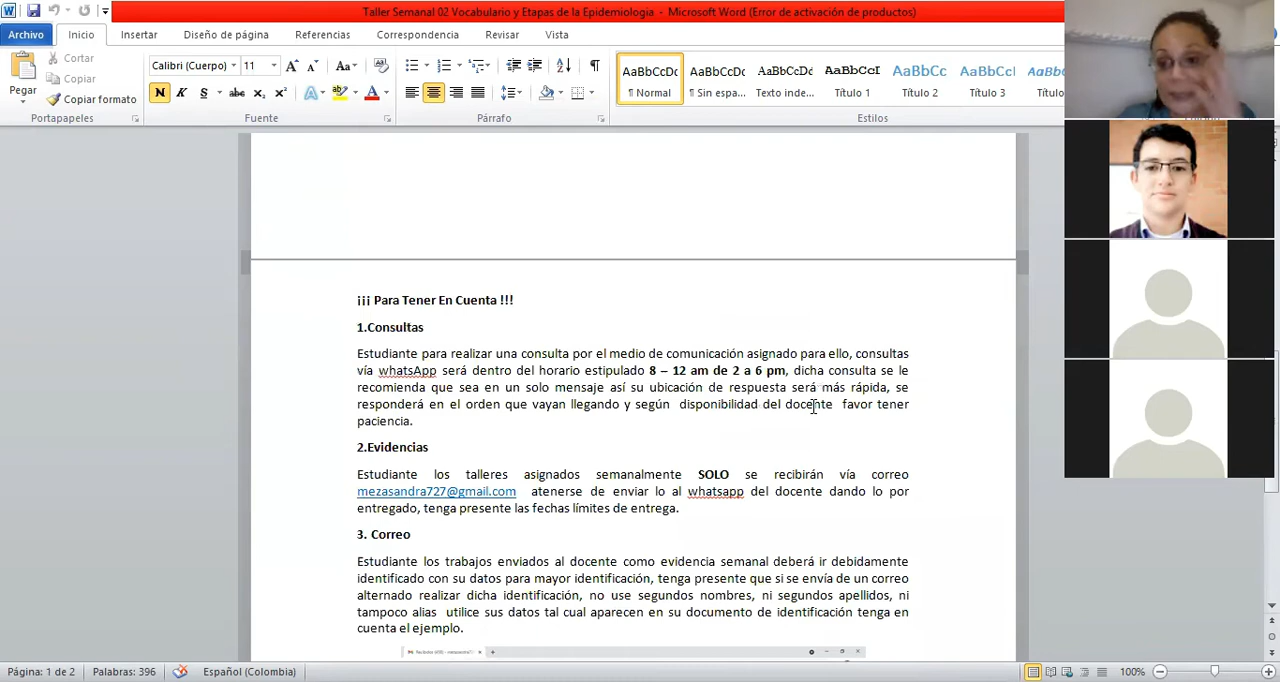 Taller Semanal 02 Vocabulario y Etapas de la Epidemiologia - Microsoft Word (Error de activación de productos)
Archivo Inicio Insertar Diseño de página Referencias Correspondencia Revisar Vista
Cortar
Copiar
Copiar formato
Pegar
Portapapeles
Calibri (Cuerpo) 11
Fuente
Párrafo
AaBbCcDc AaBbCcDc AaBbCcDd AaBbCcI AaBbCc AaBbCcI AaBb
¶ Normal ¶ Sin espa... Texto inde... Título 1 Título 2 Título 3 Título
Estilos
¡¡¡ Para Tener En Cuenta !!!
1.Consultas
Estudiante para realizar una consulta por el medio de comunicación asignado para ello, consultas
vía whatsApp será dentro del horario estipulado 8 – 12 am de 2 a 6 pm, dicha consulta se le
recomienda que sea en un solo mensaje así su ubicación de respuesta será más rápida, se
responderá en el orden que vayan llegando y según disponibilidad del docente favor tener
paciencia.
2.Evidencias
Estudiante los talleres asignados semanalmente SOLO se recibirán vía correo
mezasandra727@gmail.com atenerse de enviar lo al whatsapp del docente dando lo por
entregado, tenga presente las fechas límites de entrega.
3. Correo
Estudiante los trabajos enviados al docente como evidencia semanal deberá ir debidamente
identificado con su datos para mayor identificación, tenga presente que si se envía de un correo
alternado realizar dicha identificación, no use segundos nombres, ni segundos apellidos, ni
tampoco alias utilice sus datos tal cual aparecen en su documento de identificación tenga en
cuenta el ejemplo.
Página: 1 de 2 Palabras: 396 Español (Colombia) 100%